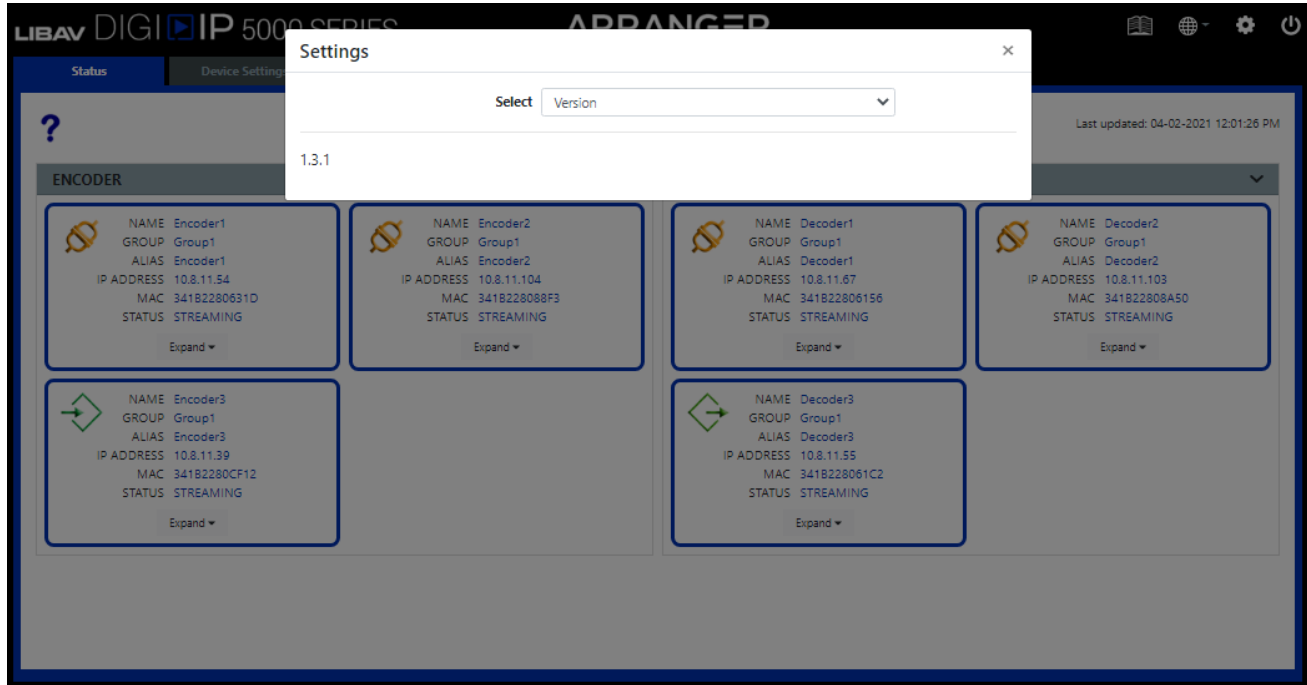 LIBAV DIGI IP 5000 SERIES
ARRANGER
Status
Device Settings
Settings
×
Select
Version
1.3.1
?
Last updated: 04-02-2021 12:01:26 PM
ENCODER
NAME Encoder1
GROUP Group1
ALIAS Encoder1
IP ADDRESS 10.8.11.54
MAC 341B2280631D
STATUS STREAMING
Expand
NAME Encoder2
GROUP Group1
ALIAS Encoder2
IP ADDRESS 10.8.11.104
MAC 341B228088F3
STATUS STREAMING
Expand
NAME Encoder3
GROUP Group1
ALIAS Encoder3
IP ADDRESS 10.8.11.39
MAC 341B2280CF12
STATUS STREAMING
Expand
NAME Decoder1
GROUP Group1
ALIAS Decoder1
IP ADDRESS 10.8.11.67
MAC 341B22806156
STATUS STREAMING
Expand
NAME Decoder2
GROUP Group1
ALIAS Decoder2
IP ADDRESS 10.8.11.103
MAC 341B22808A50
STATUS STREAMING
Expand
NAME Decoder3
GROUP Group1
ALIAS Decoder3
IP ADDRESS 10.8.11.55
MAC 341B228061C2
STATUS STREAMING
Expand